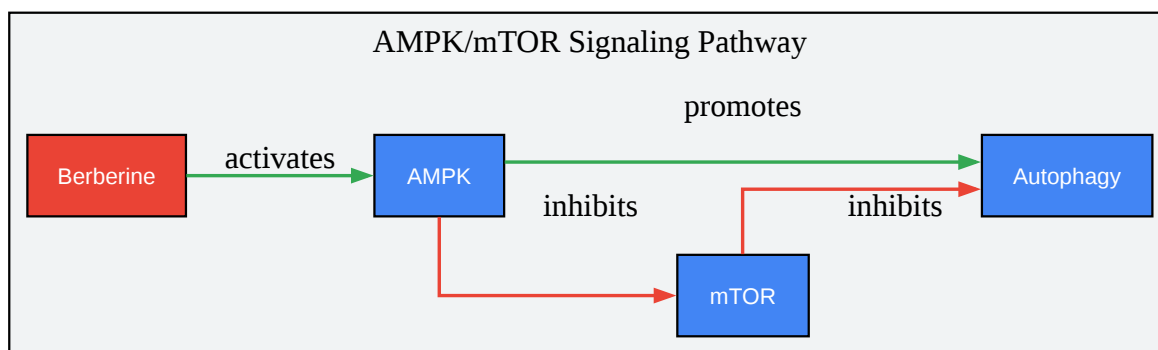 AMPK/mTOR Signaling Pathway
promotes
activates
Berberine
AMPK
Autophagy
inhibits
inhibits
mTOR